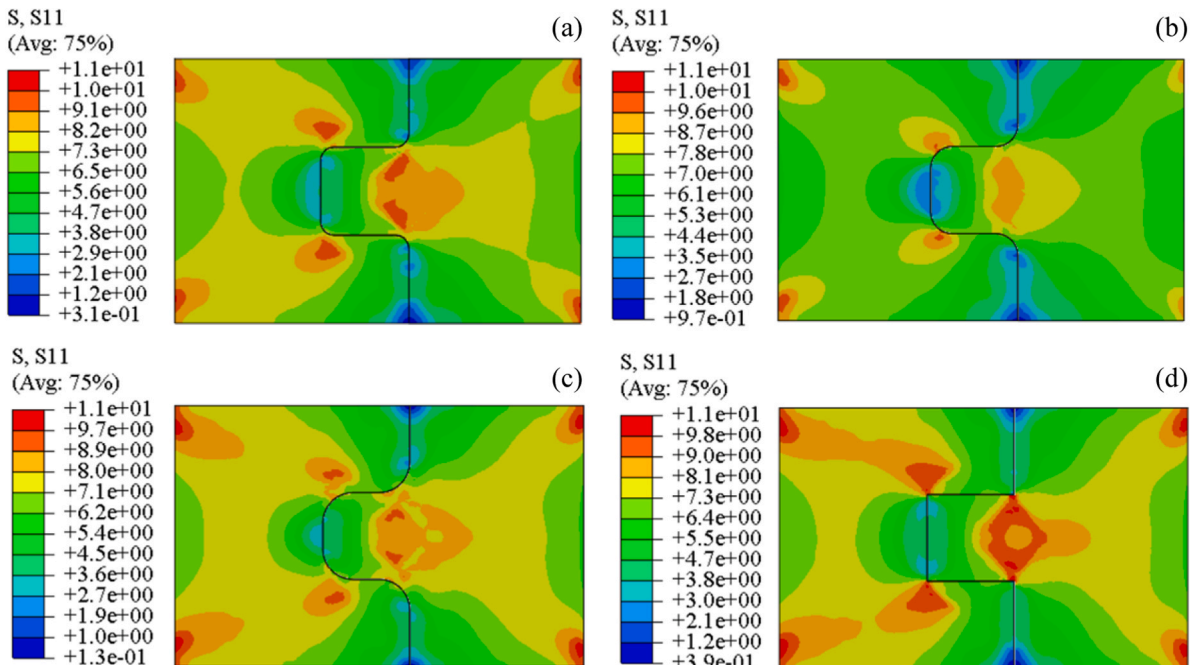 S, S11
(Avg: 75%)
(a)
+1.1e+01
+1.0e+01
+9.1e+00
+8.2e+00
+7.3e+00
+6.5e+00
+5.6e+00
+4.7e+00
+3.8e+00
+2.9e+00
+2.1e+00
+1.2e+00
+3.1e-01
S, S11
(Avg: 75%)
(b)
+1.1e+01
+1.0e+01
+9.6e+00
+8.7e+00
+7.8e+00
+7.0e+00
+6.1e+00
+5.3e+00
+4.4e+00
+3.5e+00
+2.7e+00
+1.8e+00
+9.7e-01
S, S11
(Avg: 75%)
(c)
+1.1e+01
+9.7e+00
+8.9e+00
+8.0e+00
+7.1e+00
+6.2e+00
+5.4e+00
+4.5e+00
+3.6e+00
+2.7e+00
+1.9e+00
+1.0e+00
+1.3e-01
S, S11
(Avg: 75%)
(d)
+1.1e+01
+9.8e+00
+9.0e+00
+8.1e+00
+7.3e+00
+6.4e+00
+5.5e+00
+4.7e+00
+3.8e+00
+3.0e+00
+2.1e+00
+1.2e+00
+3.9e-01